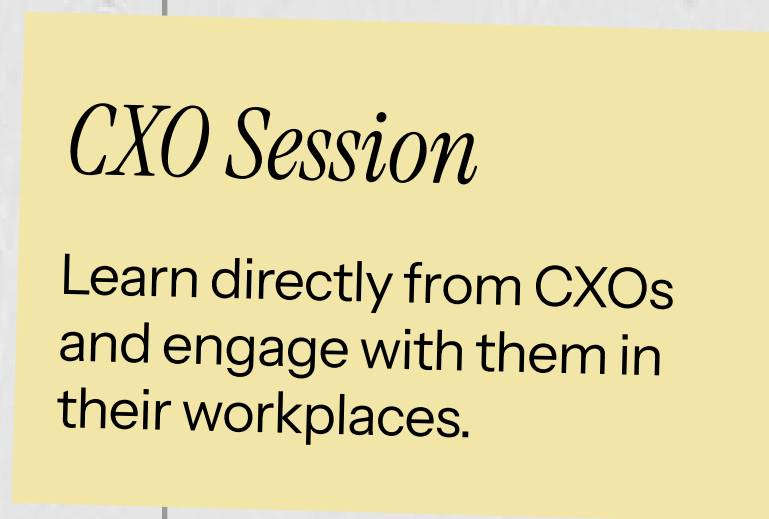 CXO Session
Learn directly from CXOs
and engage with them in
their workplaces.